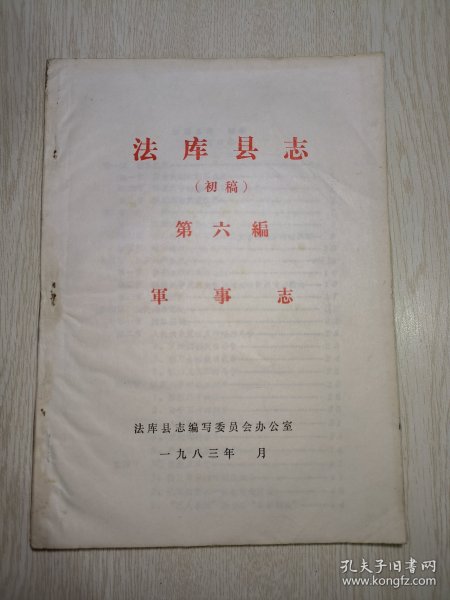 法库县志
（初稿）
第六編
軍事志
法库县志编写委员会办公室
一九八三年 月
孔夫子旧书网
www.kongfz.com